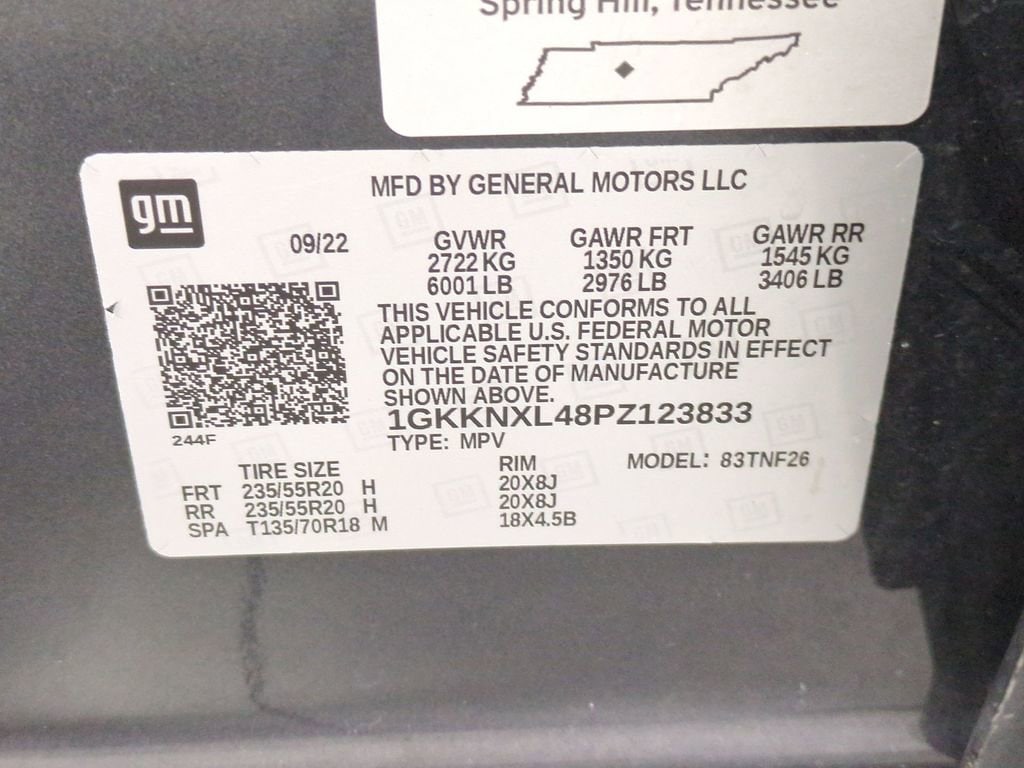 Spring Hill, Tennessee
gm
MFD BY GENERAL MOTORS LLC
09/22
GVWR GAWR FRT GAWR RR
2722 KG 1350 KG 1545 KG
6001 LB 2976 LB 3406 LB
THIS VEHICLE CONFORMS TO ALL
APPLICABLE U.S. FEDERAL MOTOR
VEHICLE SAFETY STANDARDS IN EFFECT
ON THE DATE OF MANUFACTURE
SHOWN ABOVE.
1GKKNXL48PZ123833
244F
TYPE: MPV
TIRE SIZE RIM MODEL: 83TNF26
FRT 235/55R20 H 20X8J
RR 235/55R20 H 20X8J
SPA T135/70R18 M 18X4.5B